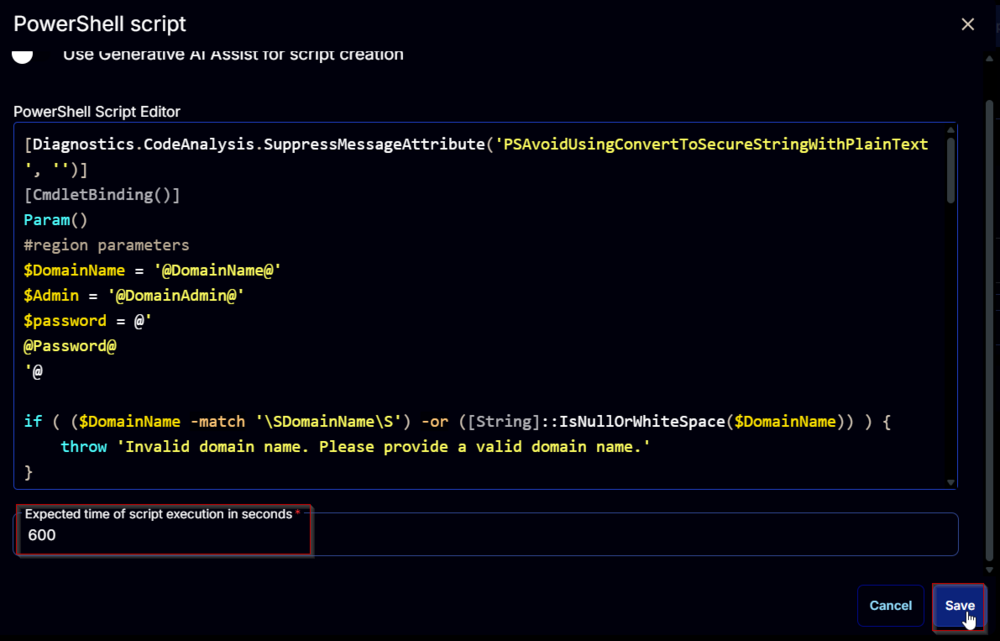 PowerShell script
Use Generative AI Assist for script creation
PowerShell Script Editor
[Diagnostics.CodeAnalysis.SuppressMessageAttribute('PSAvoidUsingConvertToSecureStringWithPlainText
', '')]
[CmdletBinding()]
Param()
#region parameters
$DomainName = '@DomainName@'
$Admin = '@DomainAdmin@'
$password = @'
@Password@
'@
if ( ($DomainName -match '\SDomainName\S') -or ([String]::IsNullOrWhiteSpace($DomainName)) ) {
    throw 'Invalid domain name. Please provide a valid domain name.'
}
Expected time of script execution in seconds *
600
Cancel
Save